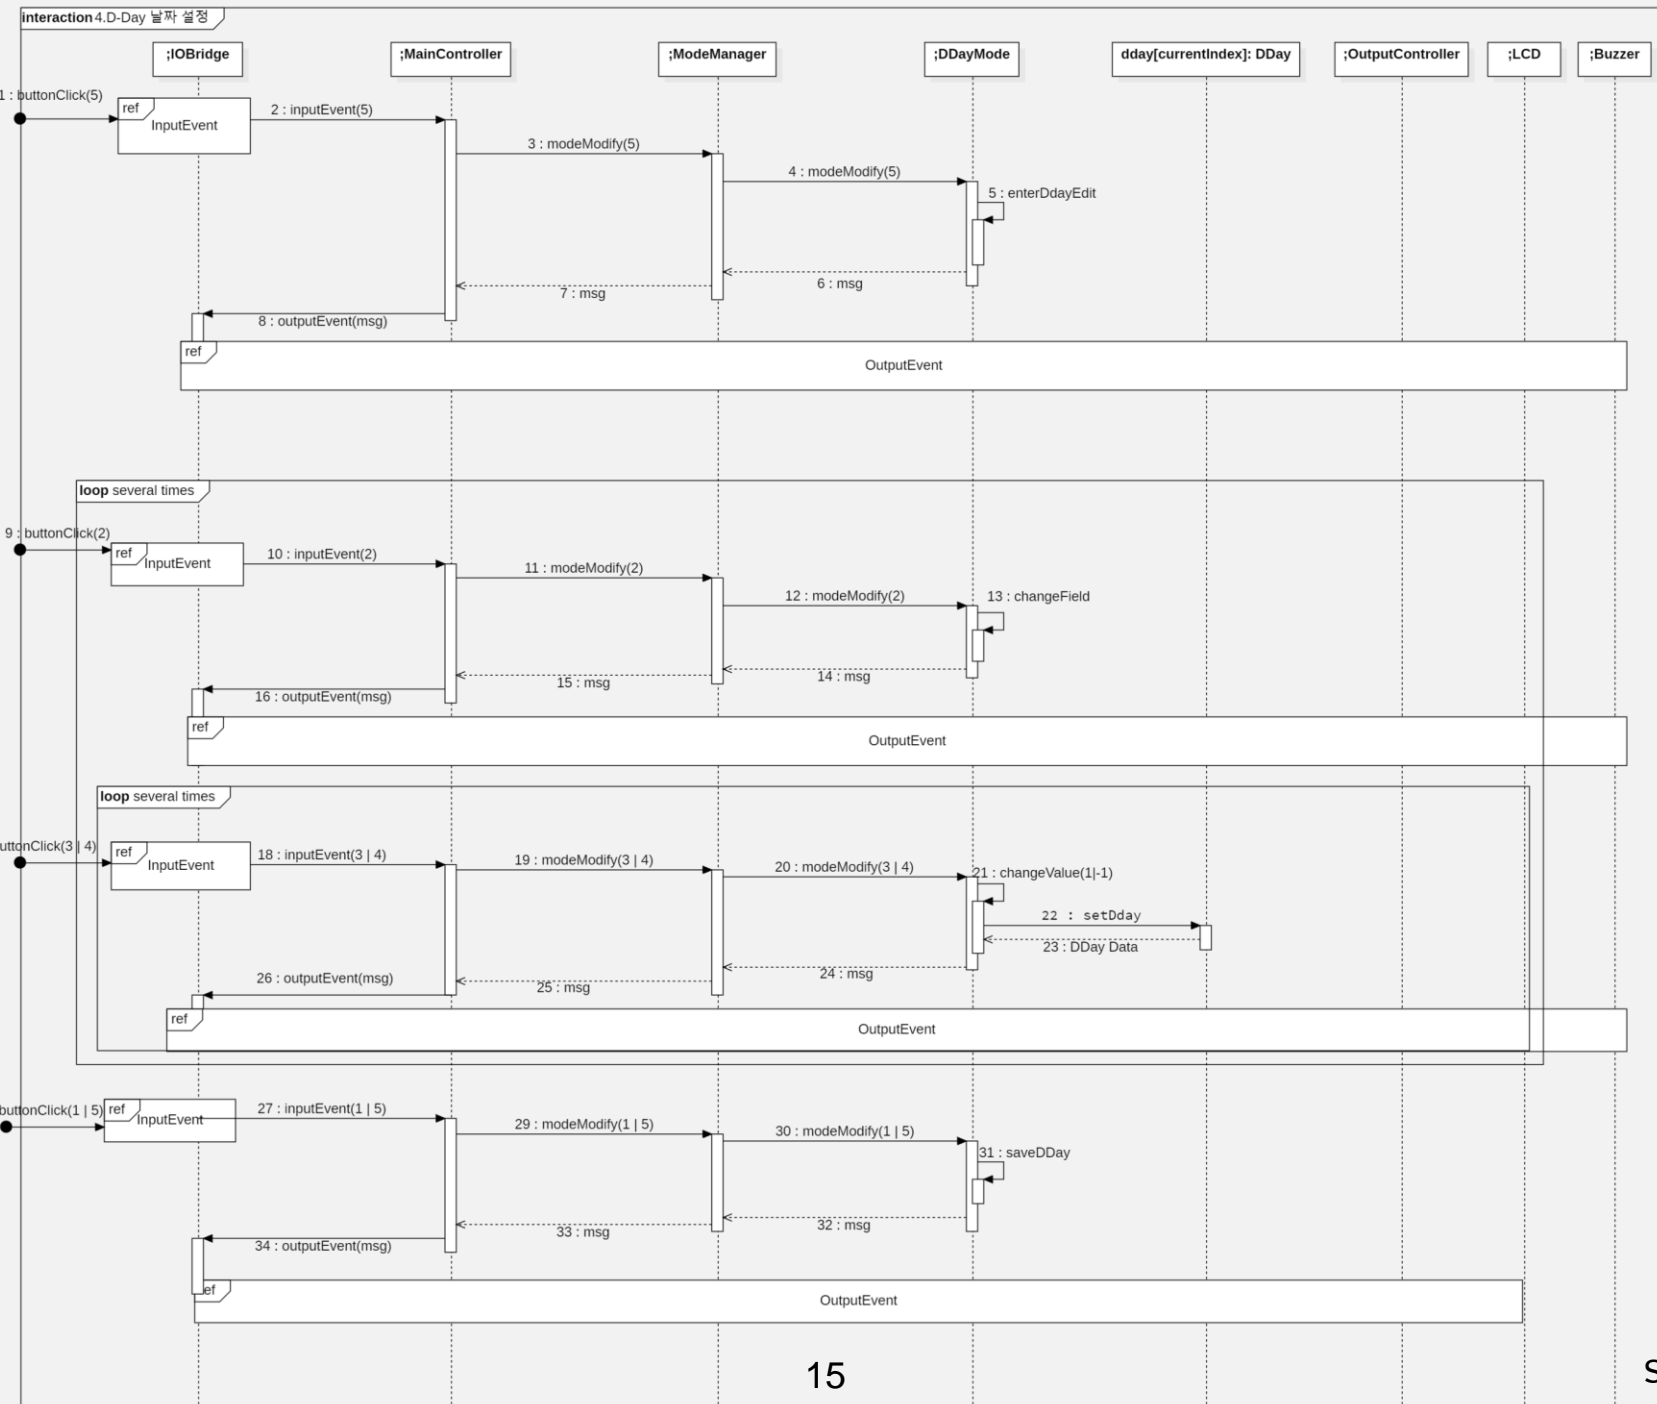 interaction 4.D-Day 날짜 설정
;IOBridge
;MainController
;ModeManager
;DDayMode
dday[currentIndex]: DDay
;OutputController
;LCD
;Buzzer
1 : buttonClick(5)
ref
InputEvent
2 : inputEvent(5)
3 : modeModify(5)
4 : modeModify(5)
5 : enterDdayEdit
6 : msg
7 : msg
8 : outputEvent(msg)
ref
OutputEvent
loop several times
9 : buttonClick(2)
ref
InputEvent
10 : inputEvent(2)
11 : modeModify(2)
12 : modeModify(2)
13 : changeField
14 : msg
15 : msg
16 : outputEvent(msg)
ref
OutputEvent
loop several times
uttonClick(3 | 4)
ref
InputEvent
18 : inputEvent(3 | 4)
19 : modeModify(3 | 4)
20 : modeModify(3 | 4)
21 : changeValue(1|-1)
22 : setDday
23 : DDay Data
24 : msg
25 : msg
26 : outputEvent(msg)
ref
OutputEvent
buttonClick(1 | 5)
ref
InputEvent
27 : inputEvent(1 | 5)
29 : modeModify(1 | 5)
30 : modeModify(1 | 5)
31 : saveDDay
32 : msg
33 : msg
34 : outputEvent(msg)
ef
OutputEvent
15
S